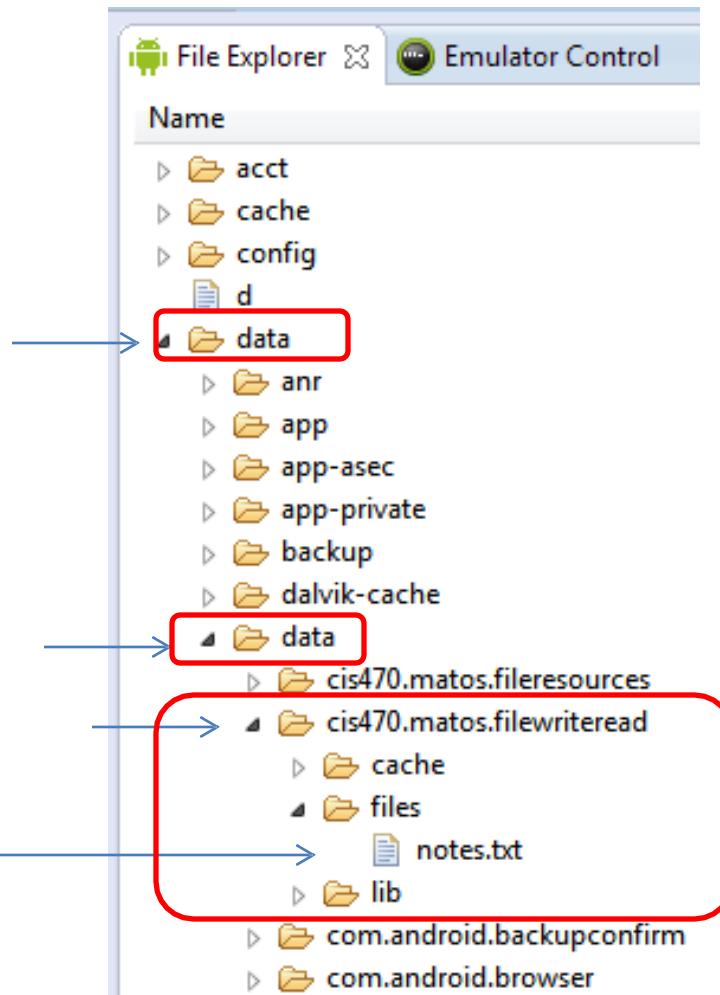 File Explorer Emulator Control
Name
acct
cache
config
d
data
anr
app
app-asec
app-private
backup
dalvik-cache
data
cis470.matos.fileresources
cis470.matos.filewriteread
cache
files
notes.txt
lib
com.android.backupconfirm
com.android.browser